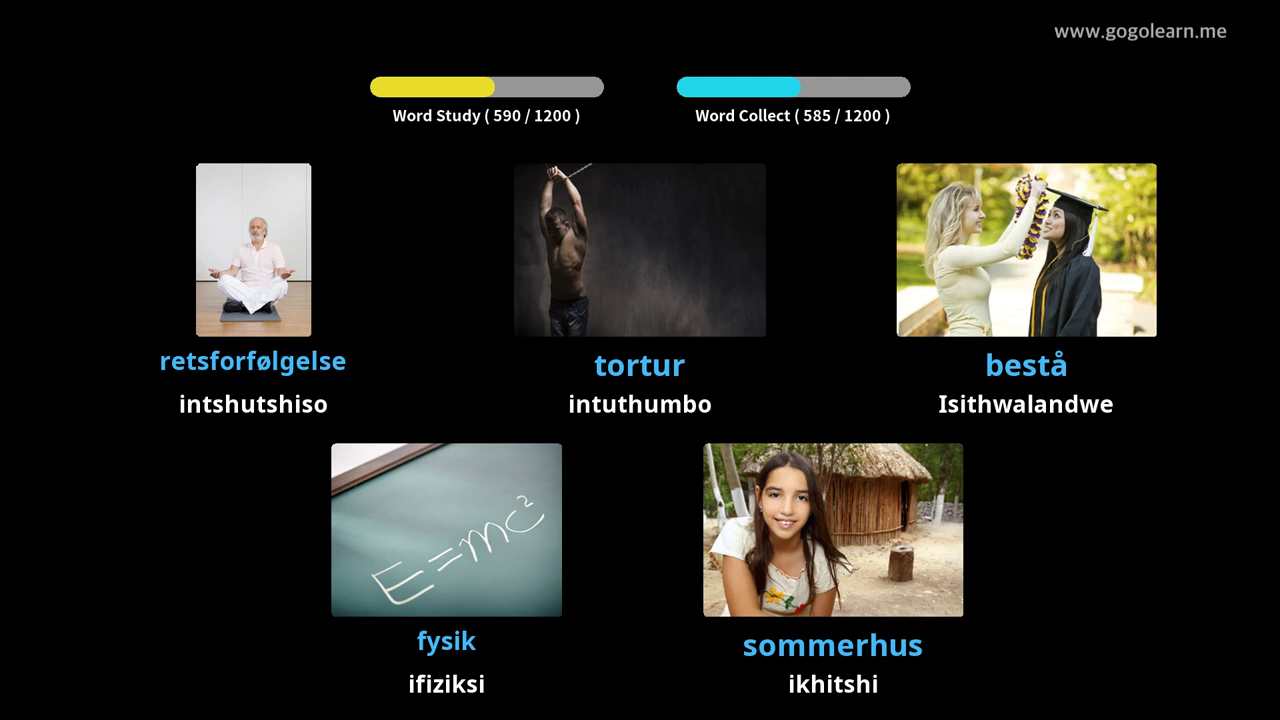 www.gogolearn.me
Word Study ( 590 / 1200 )
Word Collect ( 585 / 1200 )
retsforfølgelse
intshutshiso
tortur
intuthumbo
bestå
Isithwalandwe
E=mc²
fysik
ifiziksi
sommerhus
ikhitshi